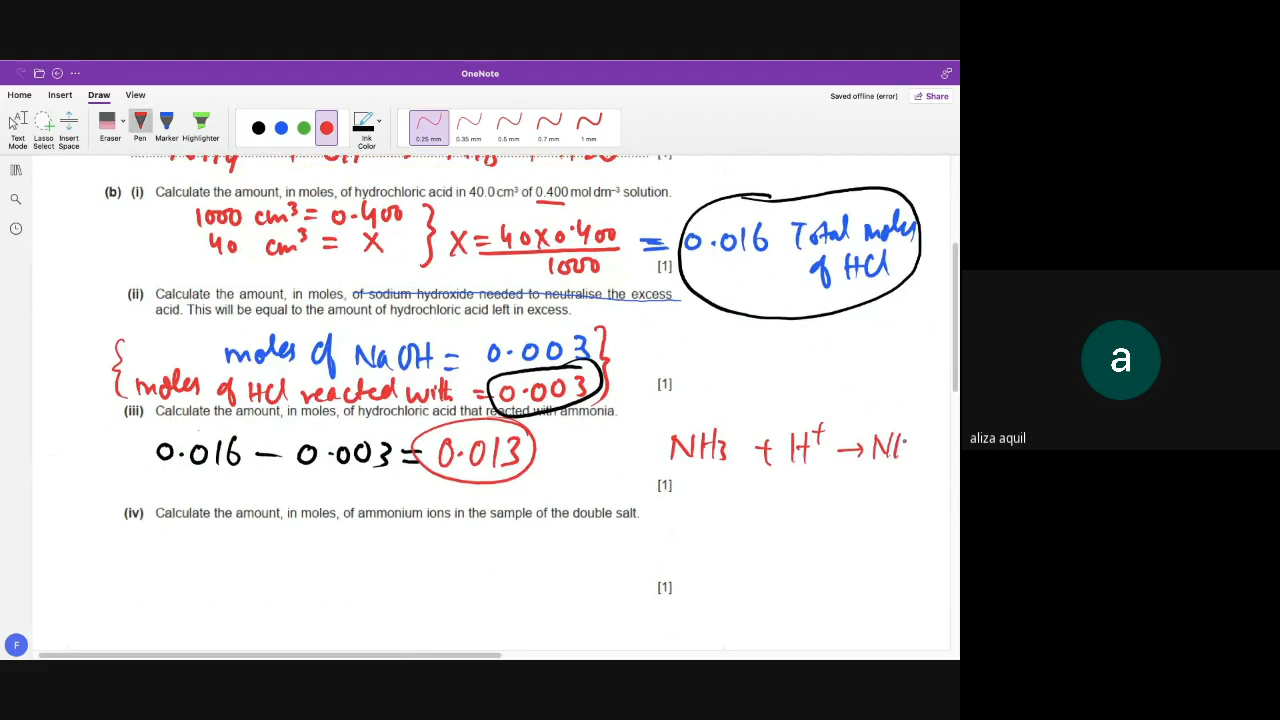 OneNote
Home Insert Draw View
Saved offline (error) Share
Text Mode Lasso Select Insert Space Eraser Pen Marker Highlighter Ink Color 0.25 mm 0.35 mm 0.5 mm 0.7 mm 1 mm
[1]
(b) (i) Calculate the amount, in moles, of hydrochloric acid in 40.0 cm³ of 0.400 mol dm⁻³ solution.
1000 cm³ = 0.400
40 cm³ = X
X = 40 x 0.400
1000
= 0.016 Total moles
of HCl
[1]
(ii) Calculate the amount, in moles, of sodium hydroxide needed to neutralise the excess
acid. This will be equal to the amount of hydrochloric acid left in excess.
moles of NaOH = 0.003
[1]
moles of HCl reacted with = 0.003
(iii) Calculate the amount, in moles, of hydrochloric acid that reacted with ammonia.
0.016 — 0.003 = 0.013
NH3 + H+ →
[1]
(iv) Calculate the amount, in moles, of ammonium ions in the sample of the double salt.
[1]
F
a
aliza aquil